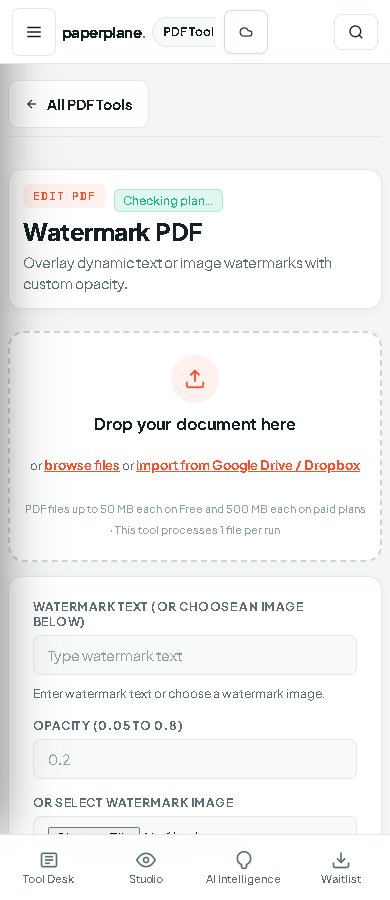 paperplane.
PDF Tool
All PDF Tools
EDIT PDF
Checking plan...
Watermark PDF
Overlay dynamic text or image watermarks with
custom opacity.
Drop your document here
or browse files or import from Google Drive / Dropbox
PDF files up to 50 MB each on Free and 500 MB each on paid plans
· This tool processes 1 file per run
WATERMARK TEXT (OR CHOOSE AN IMAGE
BELOW)
Type watermark text
Enter watermark text or choose a watermark image.
OPACITY (0.05 TO 0.8)
0.2
OR SELECT WATERMARK IMAGE
Tool Desk
Studio
AI Intelligence
Waitlist